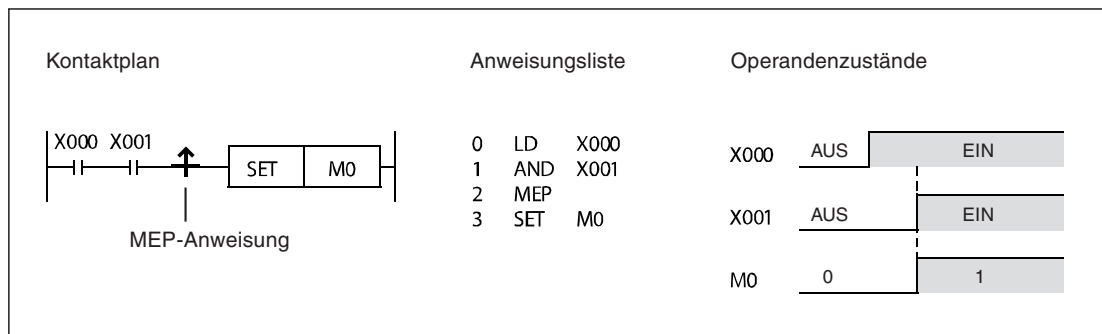 Kontaktplan
X000 X001
SET M0
MEP-Anweisung
Anweisungsliste
0 LD X000
1 AND X001
2 MEP
3 SET M0
Operandenzustände
X000 AUS EIN
X001 AUS EIN
M0 0 1